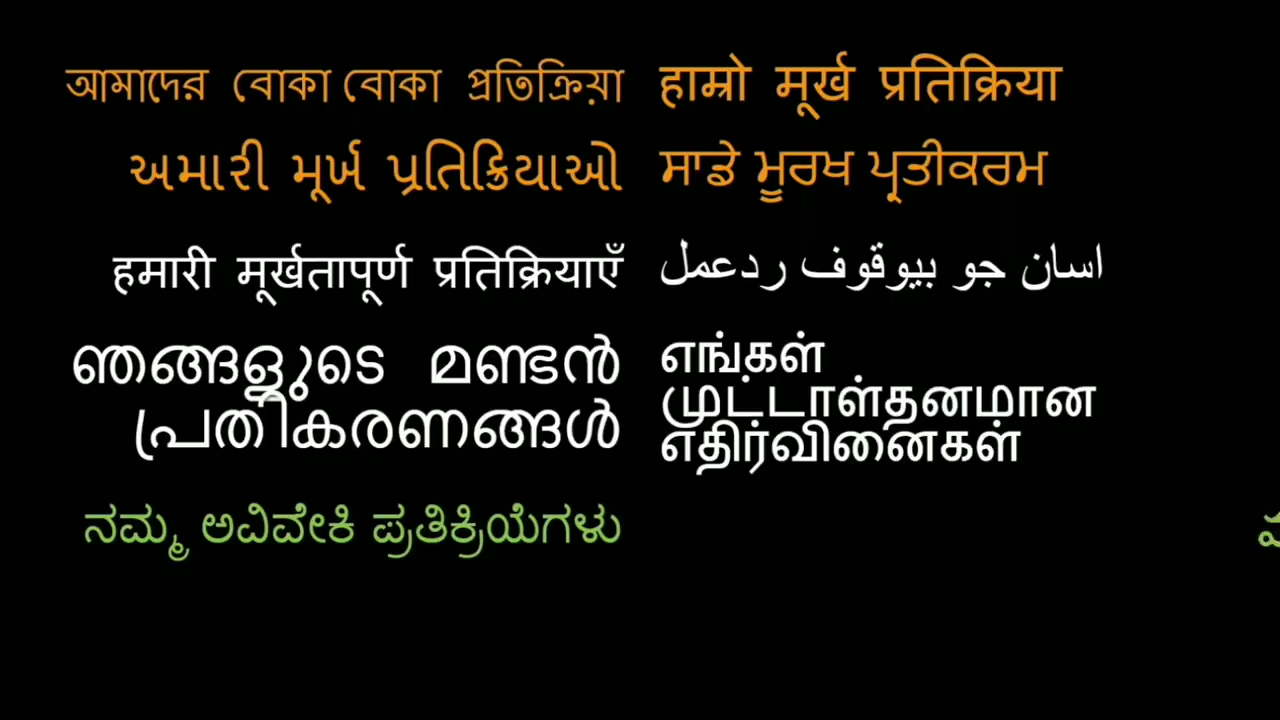 আমাদের বোকা বোকা প্রতিক্রিয়া
हाम्रो मूर्ख प्रतिक्रिया
અમારી મૂર્ખ પ્રતિક્રિયાઓ
ਸਾਡੇ ਮੂਰਖ ਪ੍ਰਤੀਕਰਮ
हमारी मूर्खतापूर्ण प्रतिक्रियाएँ
اسان جو بيوقوف ردعمل
ഞങ്ങളുടെ മണ്ടൻ
പ്രതികരണങ്ങൾ
எங்கள்
முட்டாள்தனமான
எதிர்வினைகள்
ನಮ್ಮ ಅವಿವೇಕಿ ಪ್ರತಿಕ್ರಿಯೆಗಳು